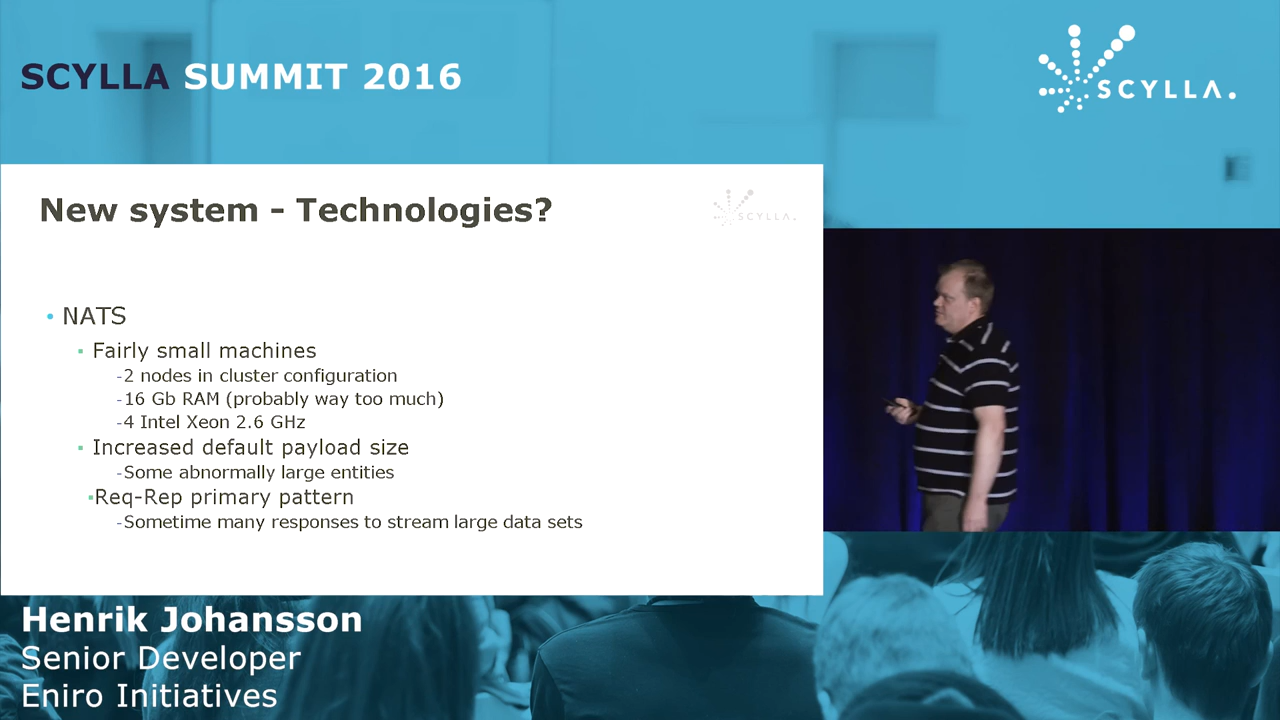 SCYLLA SUMMIT 2016
SCYLLA.
New system - Technologies?
SCYLLA.
• NATS
▪ Fairly small machines
-2 nodes in cluster configuration
-16 Gb RAM (probably way too much)
-4 Intel Xeon 2.6 GHz
▪ Increased default payload size
-Some abnormally large entities
▪Req-Rep primary pattern
-Sometime many responses to stream large data sets
Henrik Johansson
Senior Developer
Eniro Initiatives